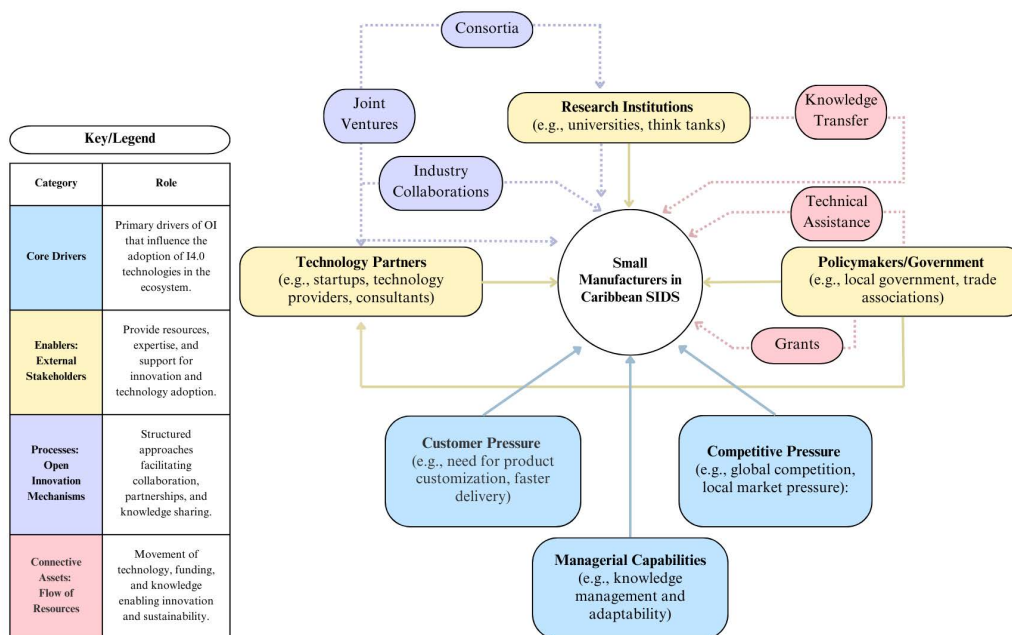 Consortia
Joint
Ventures
Research Institutions
(e.g., universities, think tanks)
Knowledge
Transfer
Industry
Collaborations
Technical
Assistance
Technology Partners
(e.g., startups, technology
providers, consultants)
Small
Manufacturers in
Caribbean SIDS
Policymakers/Government
(e.g., local government, trade
associations)
Grants
Customer Pressure
(e.g., need for product
customization, faster
delivery)
Competitive Pressure
(e.g., global competition,
local market pressure):
Managerial Capabilities
(e.g., knowledge
management and
adaptability)
Key/Legend
Category
Role
Core Drivers
Primary drivers of OI
that influence the
adoption of I4.0
technologies in the
ecosystem.
Enablers:
External
Stakeholders
Provide resources,
expertise, and
support for
innovation and
technology adoption.
Processes:
Open
Innovation
Mechanisms
Structured
approaches
facilitating
collaboration,
partnerships, and
knowledge sharing.
Connective
Assets:
Flow of
Resources
Movement of
technology, funding,
and knowledge
enabling innovation
and sustainability.